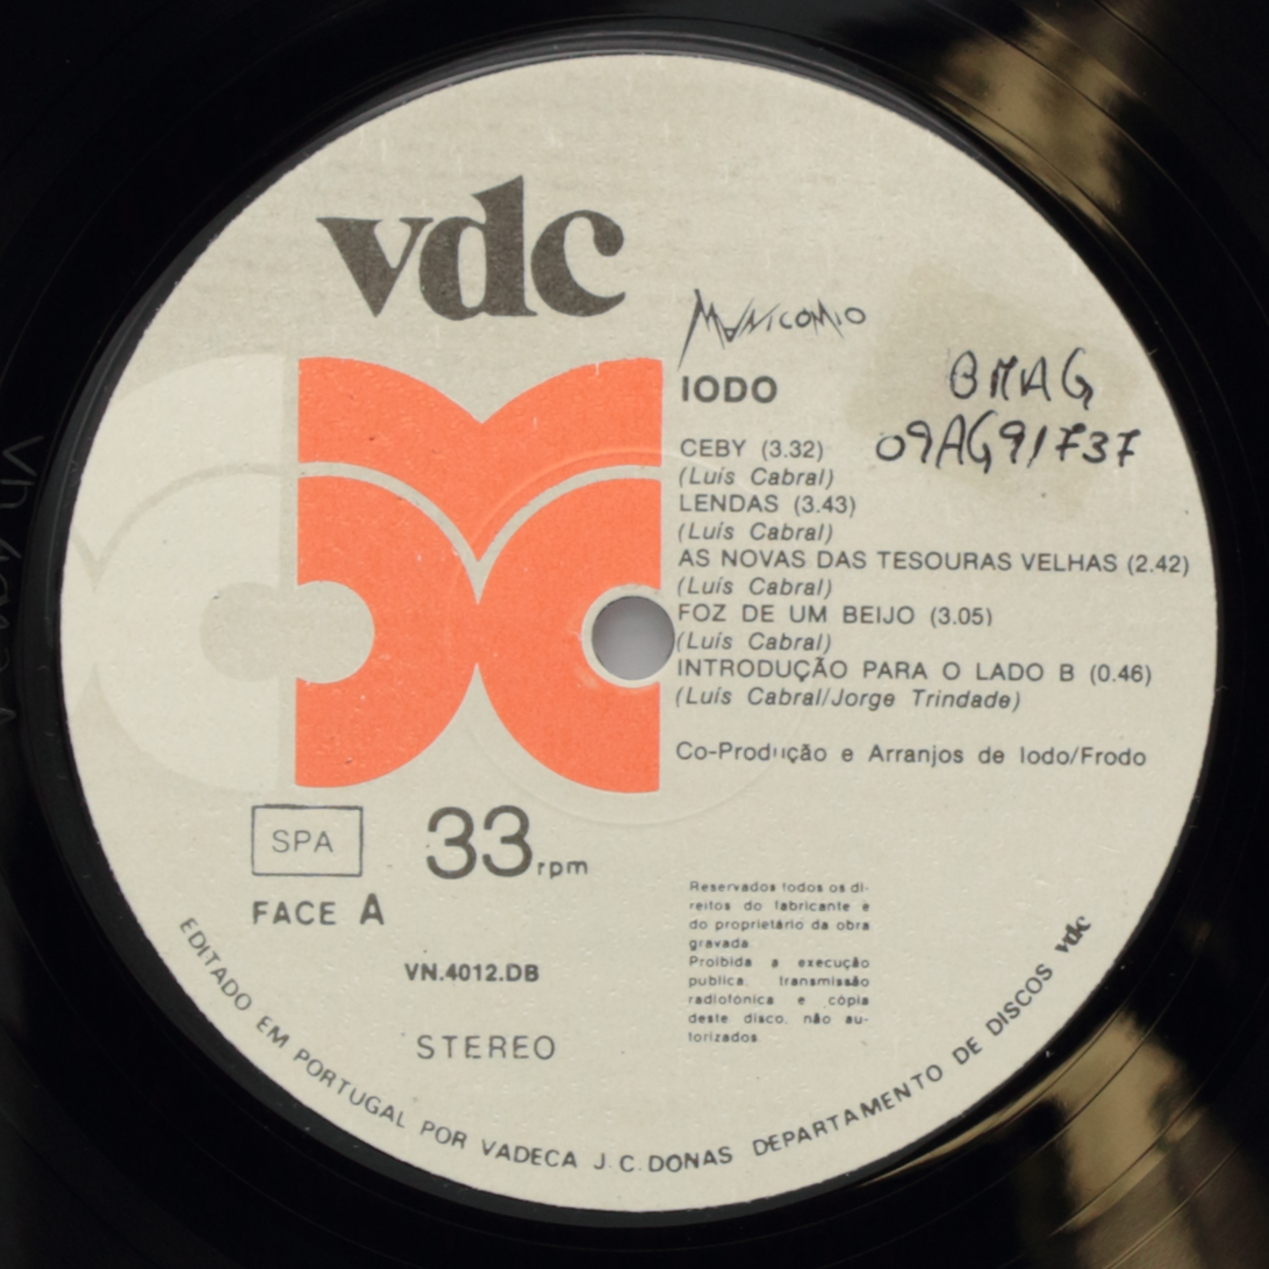 vdc
MANICOMIO
IODO
BMAG
09AG91737
CEBY (3.32)
(Luís Cabral)
LENDAS (3.43)
(Luís Cabral)
AS NOVAS DAS TESOURAS VELHAS (2.42)
(Luís Cabral)
FOZ DE UM BEIJO (3.05)
(Luís Cabral)
INTRODUÇÃO PARA O LADO B (0.46)
(Luís Cabral/Jorge Trindade)
Co-Produção e Arranjos de Iodo/Frodo
SPA
33 rpm
FACE A
VN.4012.DB
STEREO
Reservados todos os di-
reitos do fabricante e
do proprietário da obra
gravada.
Proibida a execução
publica, transmissão
radiofónica e cópia
deste disco, não au-
torizados.
EDITADO EM PORTUGAL POR VADECA J.C.DONAS DEPARTAMENTO DE DISCOS vdc